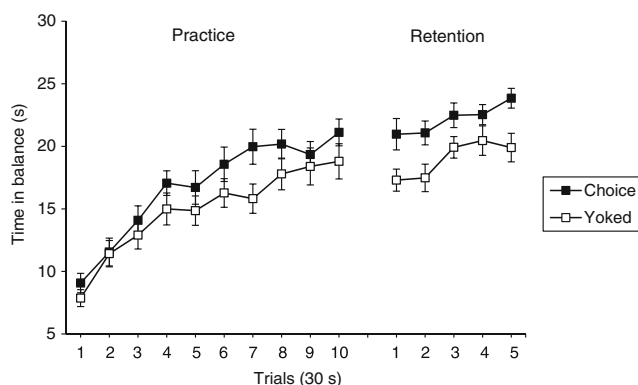 Practice
Retention
30
25
20
15
10
5
Time in balance (s)
1 2 3 4 5 6 7 8 9 10 1 2 3 4 5
Trials (30 s)
Choice
Yoked